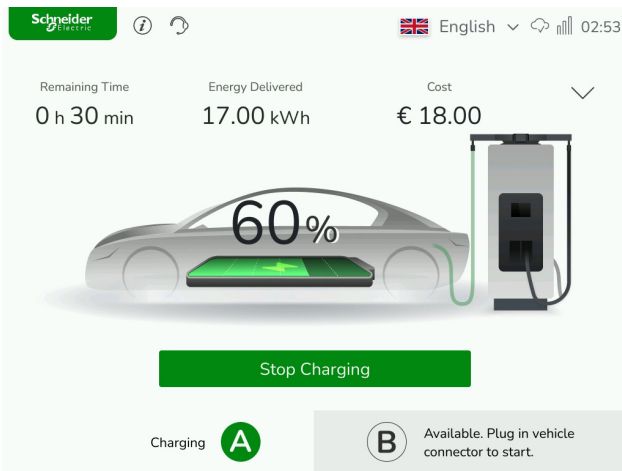 Schneider
Electric
English
02:53
Remaining Time
Energy Delivered
Cost
0 h 30 min
17.00 kWh
€ 18.00
60%
Stop Charging
Charging
A
B
Available. Plug in vehicle
connector to start.